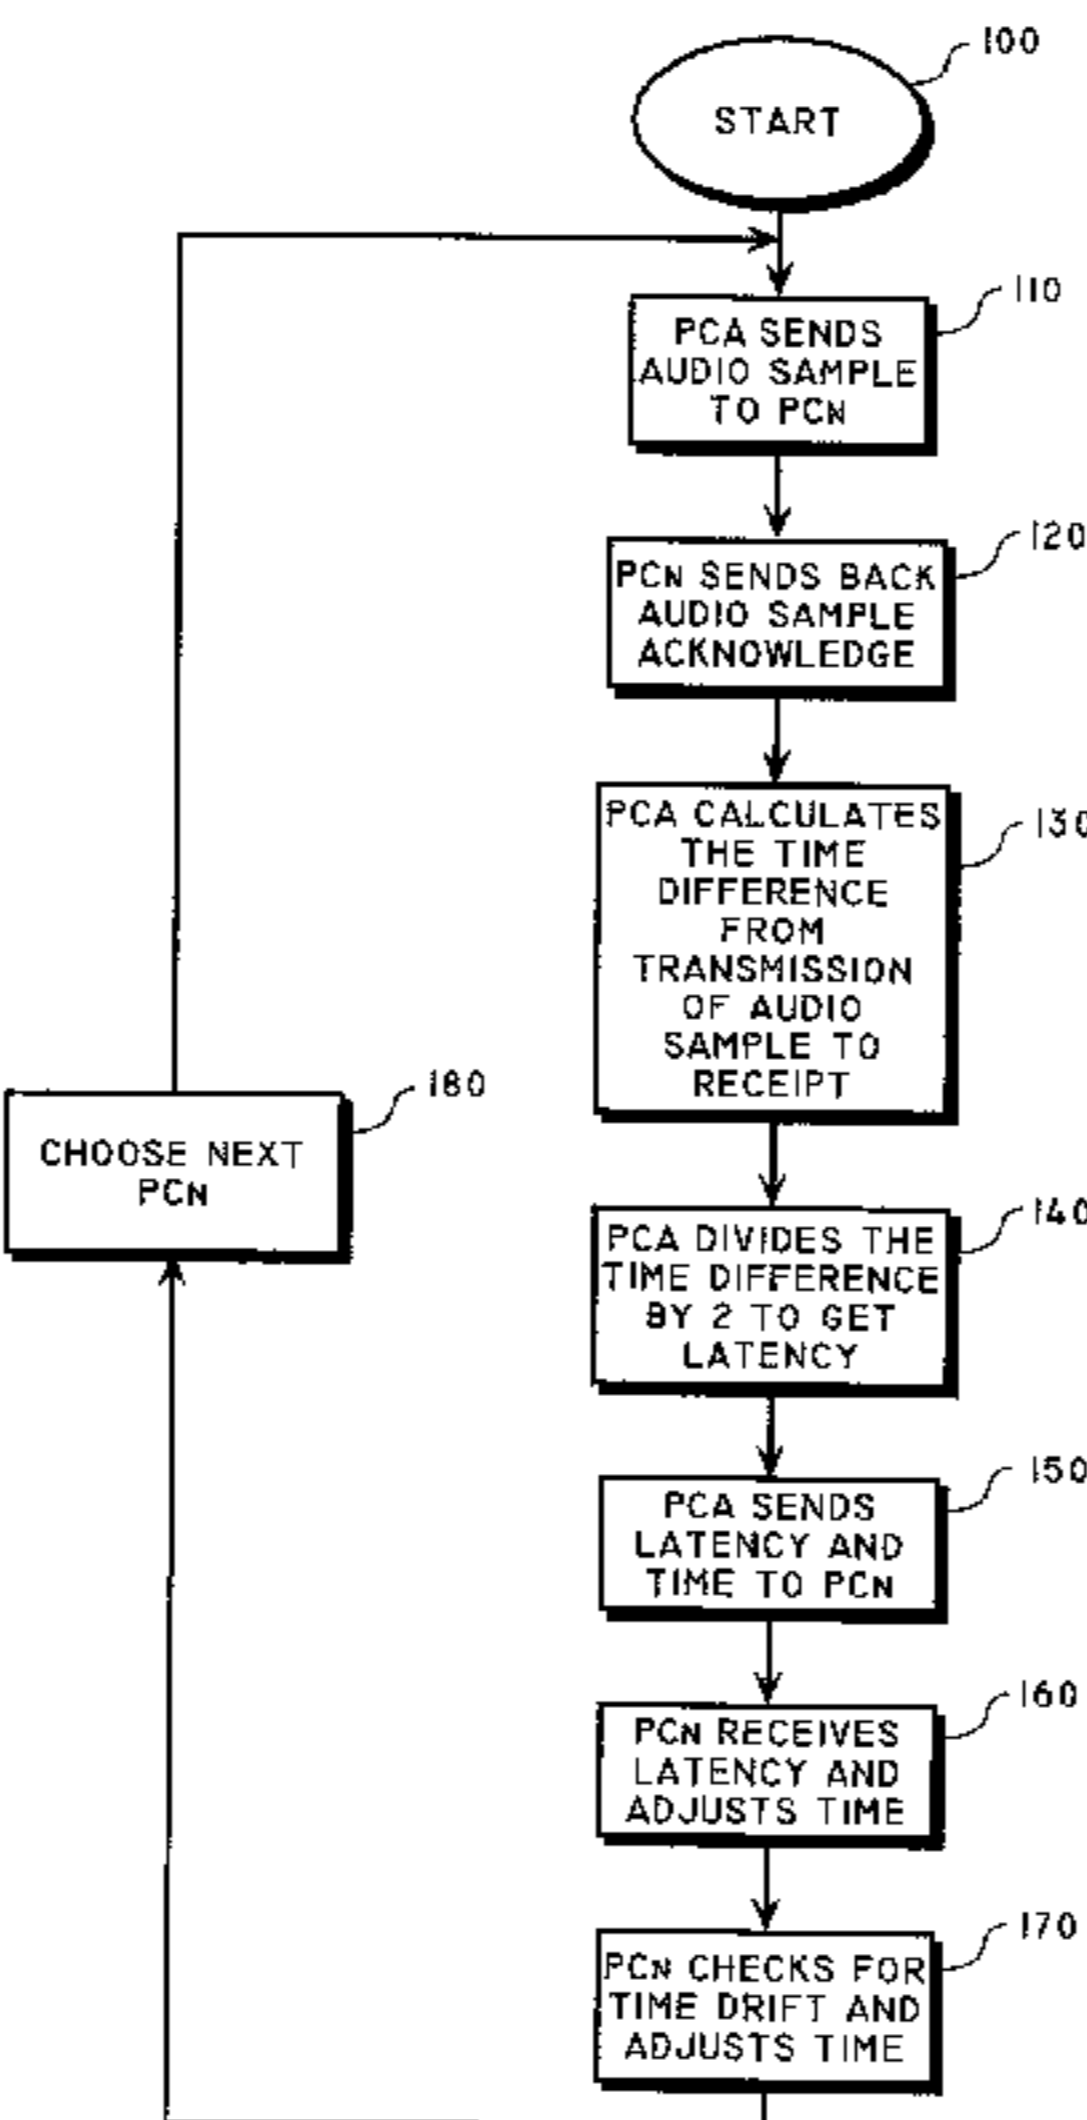 100
START
110
PCA SENDS
AUDIO SAMPLE
TO PCN
120
PCN SENDS BACK
AUDIO SAMPLE
ACKNOWLEDGE
130
PCA CALCULATES
THE TIME
DIFFERENCE
FROM
TRANSMISSION
OF AUDIO
SAMPLE TO
RECEIPT
180
CHOOSE NEXT
PCN
140
PCA DIVIDES THE
TIME DIFFERENCE
BY 2 TO GET
LATENCY
150
PCA SENDS
LATENCY AND
TIME TO PCN
160
PCN RECEIVES
LATENCY AND
ADJUSTS TIME
170
PCN CHECKS FOR
TIME DRIFT AND
ADJUSTS TIME